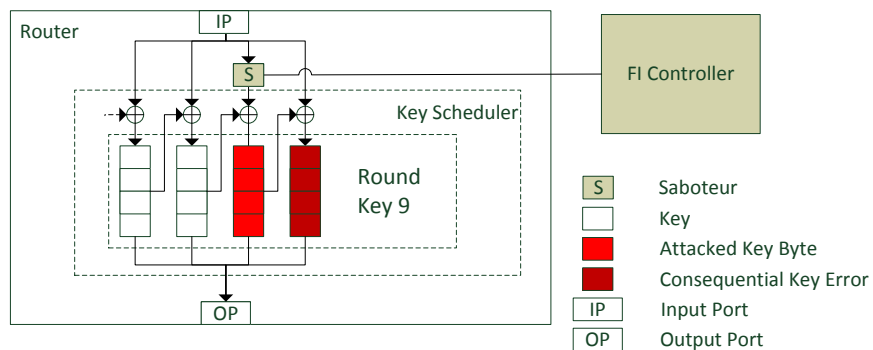 Router
IP
S
FI Controller
Key Scheduler
Round
Key 9
OP
S Saboteur
Key
Attacked Key Byte
Consequential Key Error
IP Input Port
OP Output Port